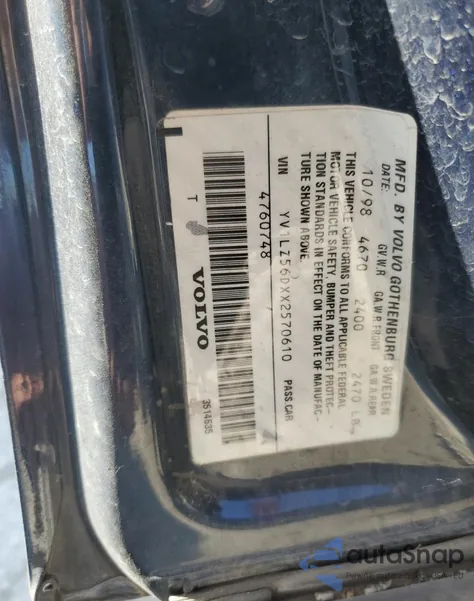 MFD. BY VOLVO GOTHENBURG SWEDEN
DATE: G.V.W.R G.A.W.R FRONT G.A.W.R REAR
10/98 4670 2400 2470 LB
THIS VEHICLE CONFORMS TO ALL APPLICABLE FEDERAL
MOTOR VEHICLE SAFETY, BUMPER AND THEFT PROTEC-
TION STANDARDS IN EFFECT ON THE DATE OF MANUFAC-
TURE SHOWN ABOVE.
VIN YV1LZ56DXX2570610 PASS.CAR
4760748
T VOLVO 3514635
autoSnap